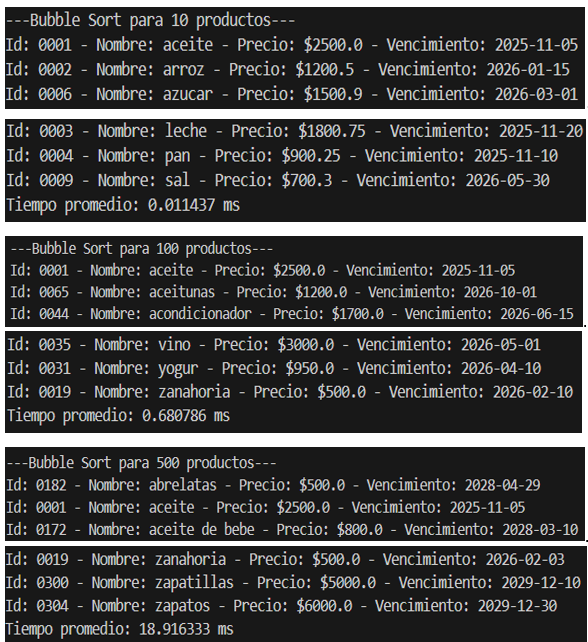 ---Bubble Sort para 10 productos---
Id: 0001 - Nombre: aceite - Precio: $2500.0 - Vencimiento: 2025-11-05
Id: 0002 - Nombre: arroz - Precio: $1200.5 - Vencimiento: 2026-01-15
Id: 0006 - Nombre: azucar - Precio: $1500.9 - Vencimiento: 2026-03-01
Id: 0003 - Nombre: leche - Precio: $1800.75 - Vencimiento: 2025-11-20
Id: 0004 - Nombre: pan - Precio: $900.25 - Vencimiento: 2025-11-10
Id: 0009 - Nombre: sal - Precio: $700.3 - Vencimiento: 2026-05-30
Tiempo promedio: 0.011437 ms
---Bubble Sort para 100 productos---
Id: 0001 - Nombre: aceite - Precio: $2500.0 - Vencimiento: 2025-11-05
Id: 0065 - Nombre: aceitunas - Precio: $1200.0 - Vencimiento: 2026-10-01
Id: 0044 - Nombre: acondicionador - Precio: $1700.0 - Vencimiento: 2026-06-15
Id: 0035 - Nombre: vino - Precio: $3000.0 - Vencimiento: 2026-05-01
Id: 0031 - Nombre: yogur - Precio: $950.0 - Vencimiento: 2026-04-10
Id: 0019 - Nombre: zanahoria - Precio: $500.0 - Vencimiento: 2026-02-10
Tiempo promedio: 0.680786 ms
---Bubble Sort para 500 productos---
Id: 0182 - Nombre: abrelatas - Precio: $500.0 - Vencimiento: 2028-04-29
Id: 0001 - Nombre: aceite - Precio: $2500.0 - Vencimiento: 2025-11-05
Id: 0172 - Nombre: aceite de bebe - Precio: $800.0 - Vencimiento: 2028-03-10
Id: 0019 - Nombre: zanahoria - Precio: $500.0 - Vencimiento: 2026-02-03
Id: 0300 - Nombre: zapatillas - Precio: $5000.0 - Vencimiento: 2029-12-10
Id: 0304 - Nombre: zapatos - Precio: $6000.0 - Vencimiento: 2029-12-30
Tiempo promedio: 18.916333 ms